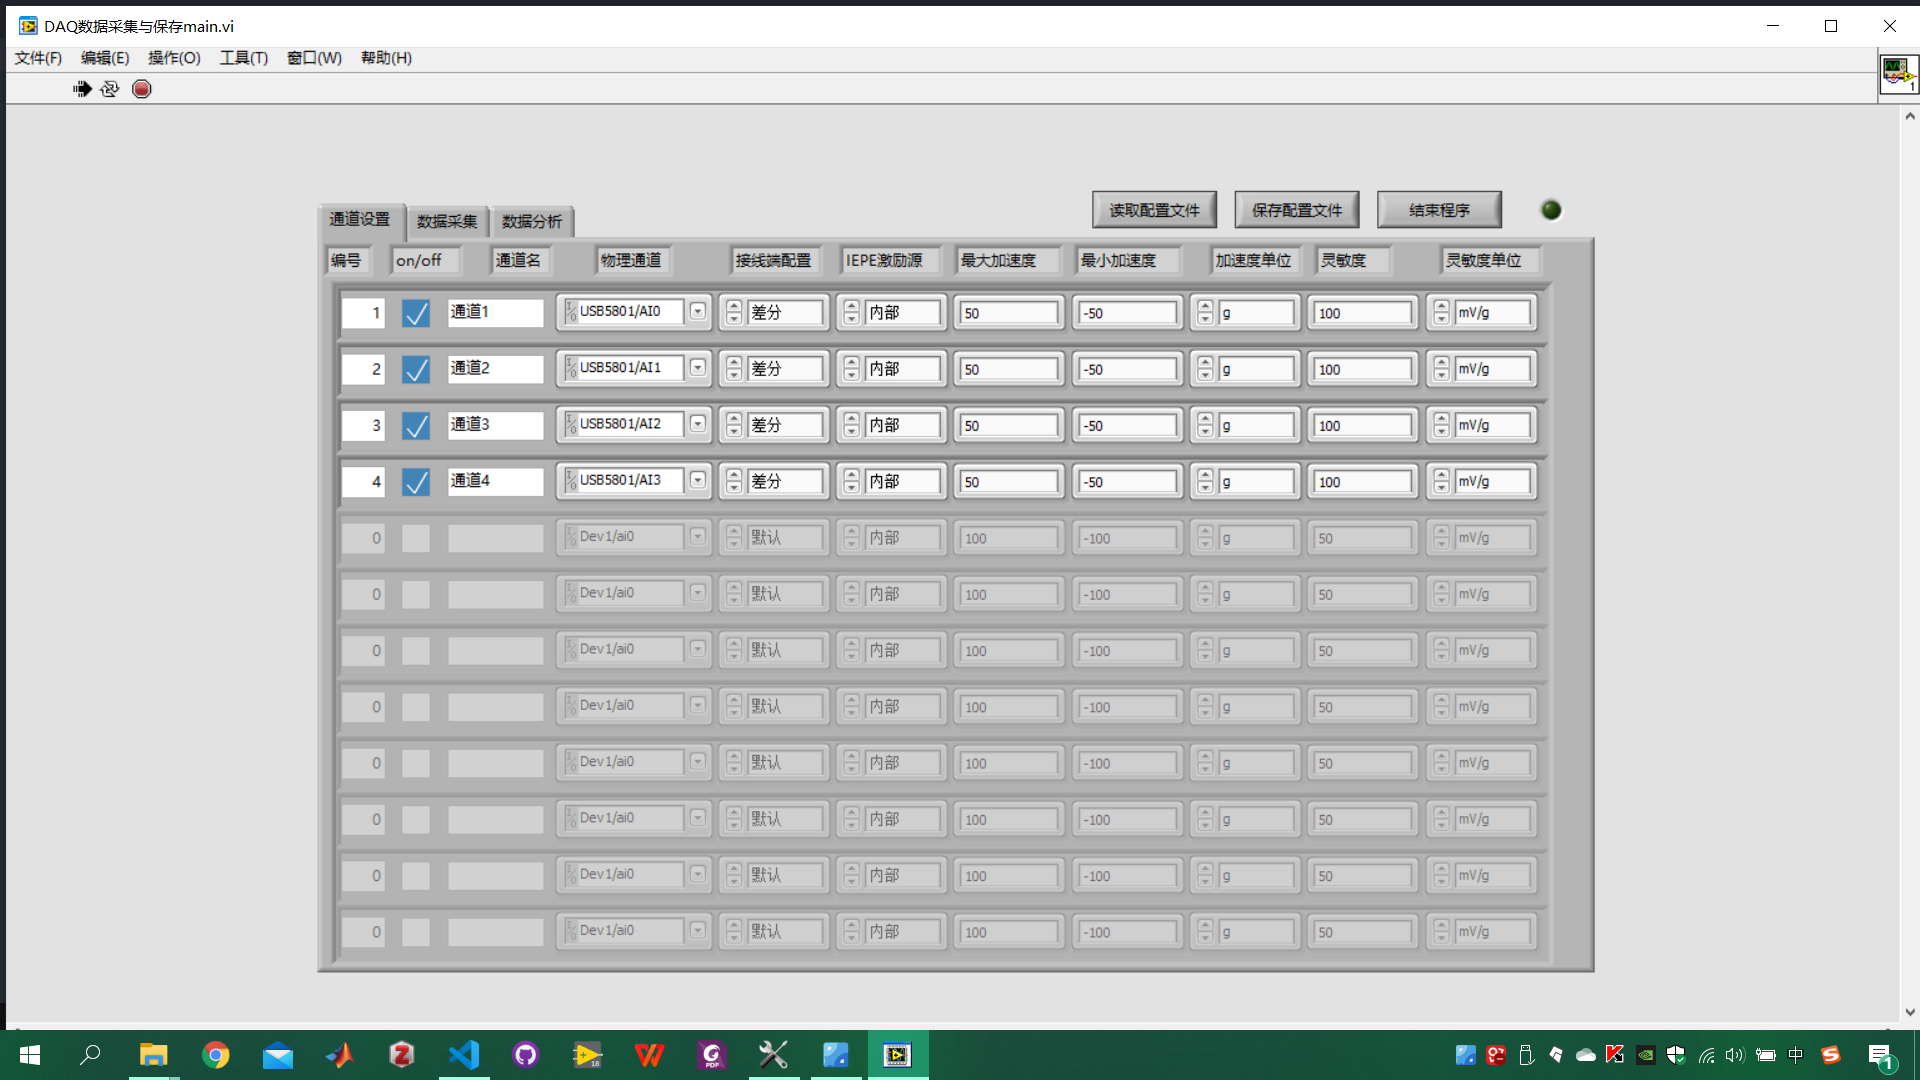 DAQ数据采集与保存main.vi
文件(F) 编辑(E) 操作(O) 工具(T) 窗口(W) 帮助(H)
1
读取配置文件 保存配置文件 结束程序
通道设置 数据采集 数据分析
编号 on/off 通道名 物理通道 接线端配置 IEPE激励源 最大加速度 最小加速度 加速度单位 灵敏度 灵敏度单位
1 通道1 USB5801/AI0 差分 内部 50 -50 g 100 mV/g
2 通道2 USB5801/AI1 差分 内部 50 -50 g 100 mV/g
3 通道3 USB5801/AI2 差分 内部 50 -50 g 100 mV/g
4 通道4 USB5801/AI3 差分 内部 50 -50 g 100 mV/g
0 Dev1/ai0 默认 内部 100 -100 g 50 mV/g
0 Dev1/ai0 默认 内部 100 -100 g 50 mV/g
0 Dev1/ai0 默认 内部 100 -100 g 50 mV/g
0 Dev1/ai0 默认 内部 100 -100 g 50 mV/g
0 Dev1/ai0 默认 内部 100 -100 g 50 mV/g
0 Dev1/ai0 默认 内部 100 -100 g 50 mV/g
0 Dev1/ai0 默认 内部 100 -100 g 50 mV/g
0 Dev1/ai0 默认 内部 100 -100 g 50 mV/g
PDF 中 1